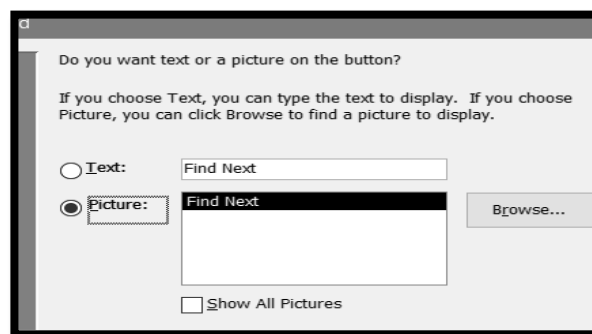 d
Do you want text or a picture on the button?
If you choose Text, you can type the text to display. If you choose
Picture, you can click Browse to find a picture to display.
Text: Find Next
Picture: Find Next
Browse...
Show All Pictures